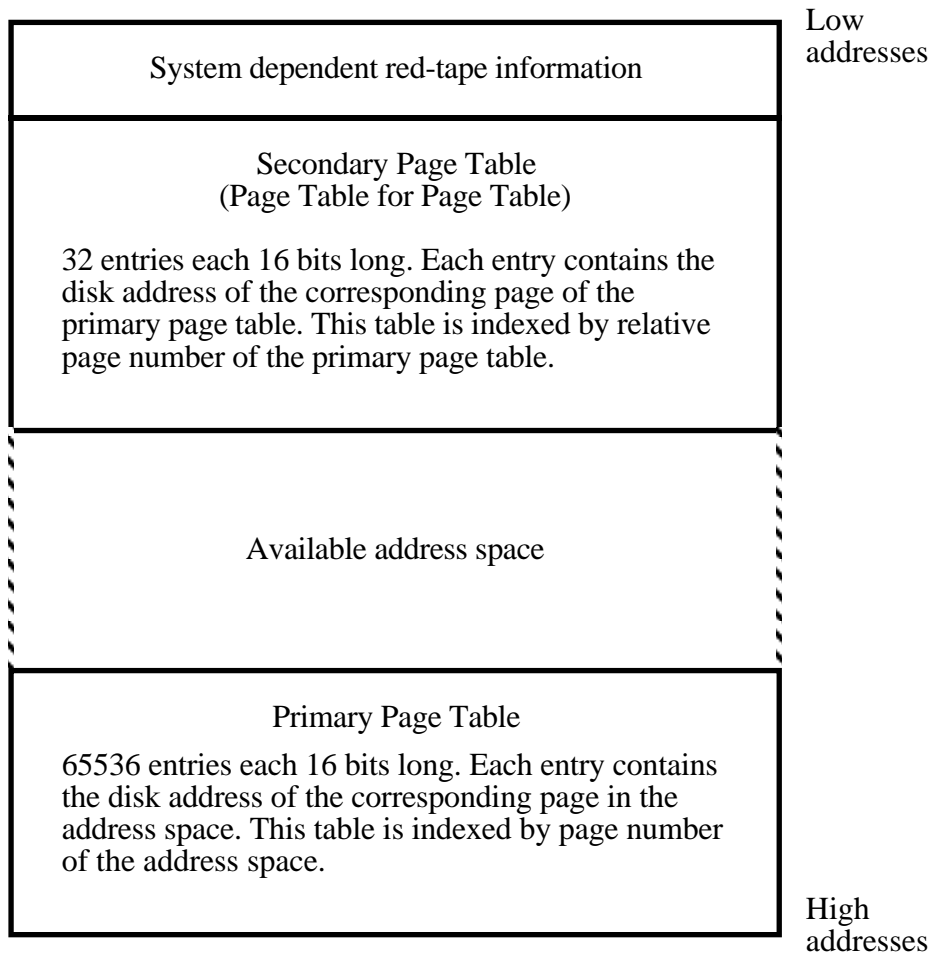 Low
addresses
System dependent red-tape information
Secondary Page Table
(Page Table for Page Table)
32 entries each 16 bits long. Each entry contains the
disk address of the corresponding page of the
primary page table. This table is indexed by relative
page number of the primary page table.
Available address space
Primary Page Table
65536 entries each 16 bits long. Each entry contains
the disk address of the corresponding page in the
address space. This table is indexed by page number
of the address space.
High
addresses